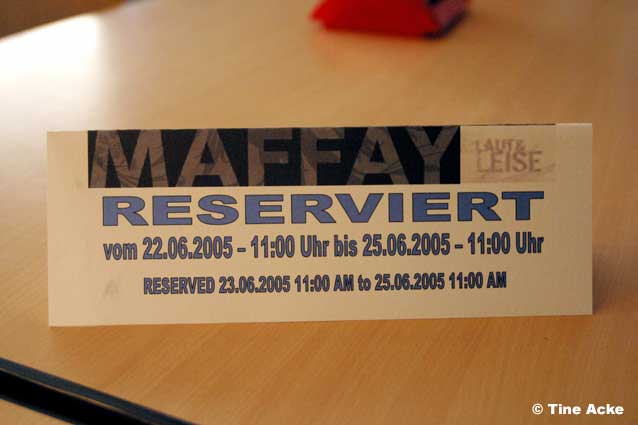 MAFFAY LAUT & LEISE
RESERVIERT
vom 22.06.2005 – 11:00 Uhr bis 25.06.2005 – 11:00 Uhr
RESERVED 23.06.2005 11:00 AM to 25.06.2005 11:00 AM
© Tine Acke